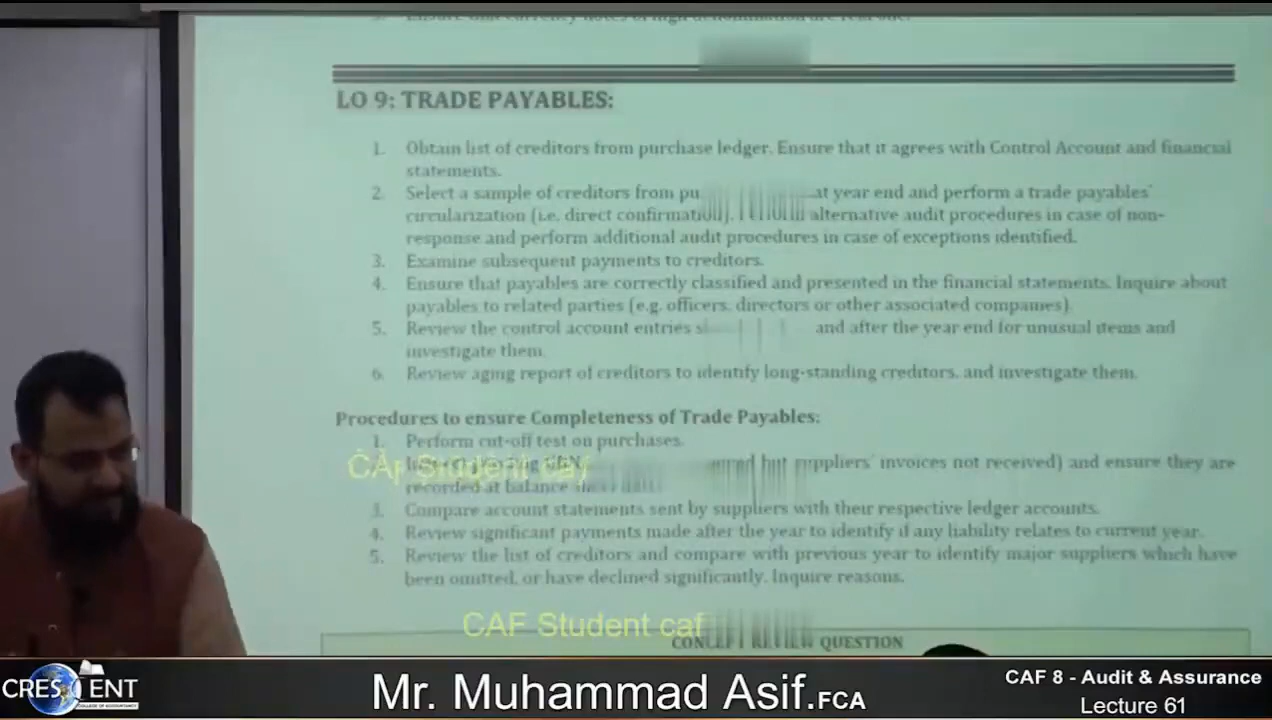 LO 9: TRADE PAYABLES:
1. Obtain list of creditors from purchase ledger. Ensure that it agrees with Control Account and financial
statements.
2. Select a sample of creditors from at year end and perform a trade payables'
circularization (i.e. direct confirmation). alternative audit procedures in case of non-
response and perform additional audit procedures in case of exceptions identified.
3. Examine subsequent payments to creditors.
4. Ensure that payables are correctly classified and presented in the financial statements. Inquire about
payables to related parties (e.g. officers, directors or other associated companies).
5. Review the control account entries and after the year end for unusual items and
investigate them.
6. Review aging report of creditors to identify long-standing creditors, and investigate them.
Procedures to ensure Completeness of Trade Payables:
1. Perform cut-off test on purchases.
but suppliers' invoices not received) and ensure they are
recorded at balance
3. Compare account statements sent by suppliers with their respective ledger accounts.
4. Review significant payments made after the year to identify if any liability relates to current year.
5. Review the list of creditors and compare with previous year to identify major suppliers which have
been omitted, or have declined significantly. Inquire reasons.
CAF Student caf
CONCEPT REVIEW QUESTION
CRESCENT
COLLEGE OF ACCOUNTANCY
Mr. Muhammad Asif.FCA
CAF 8 - Audit & Assurance
Lecture 61